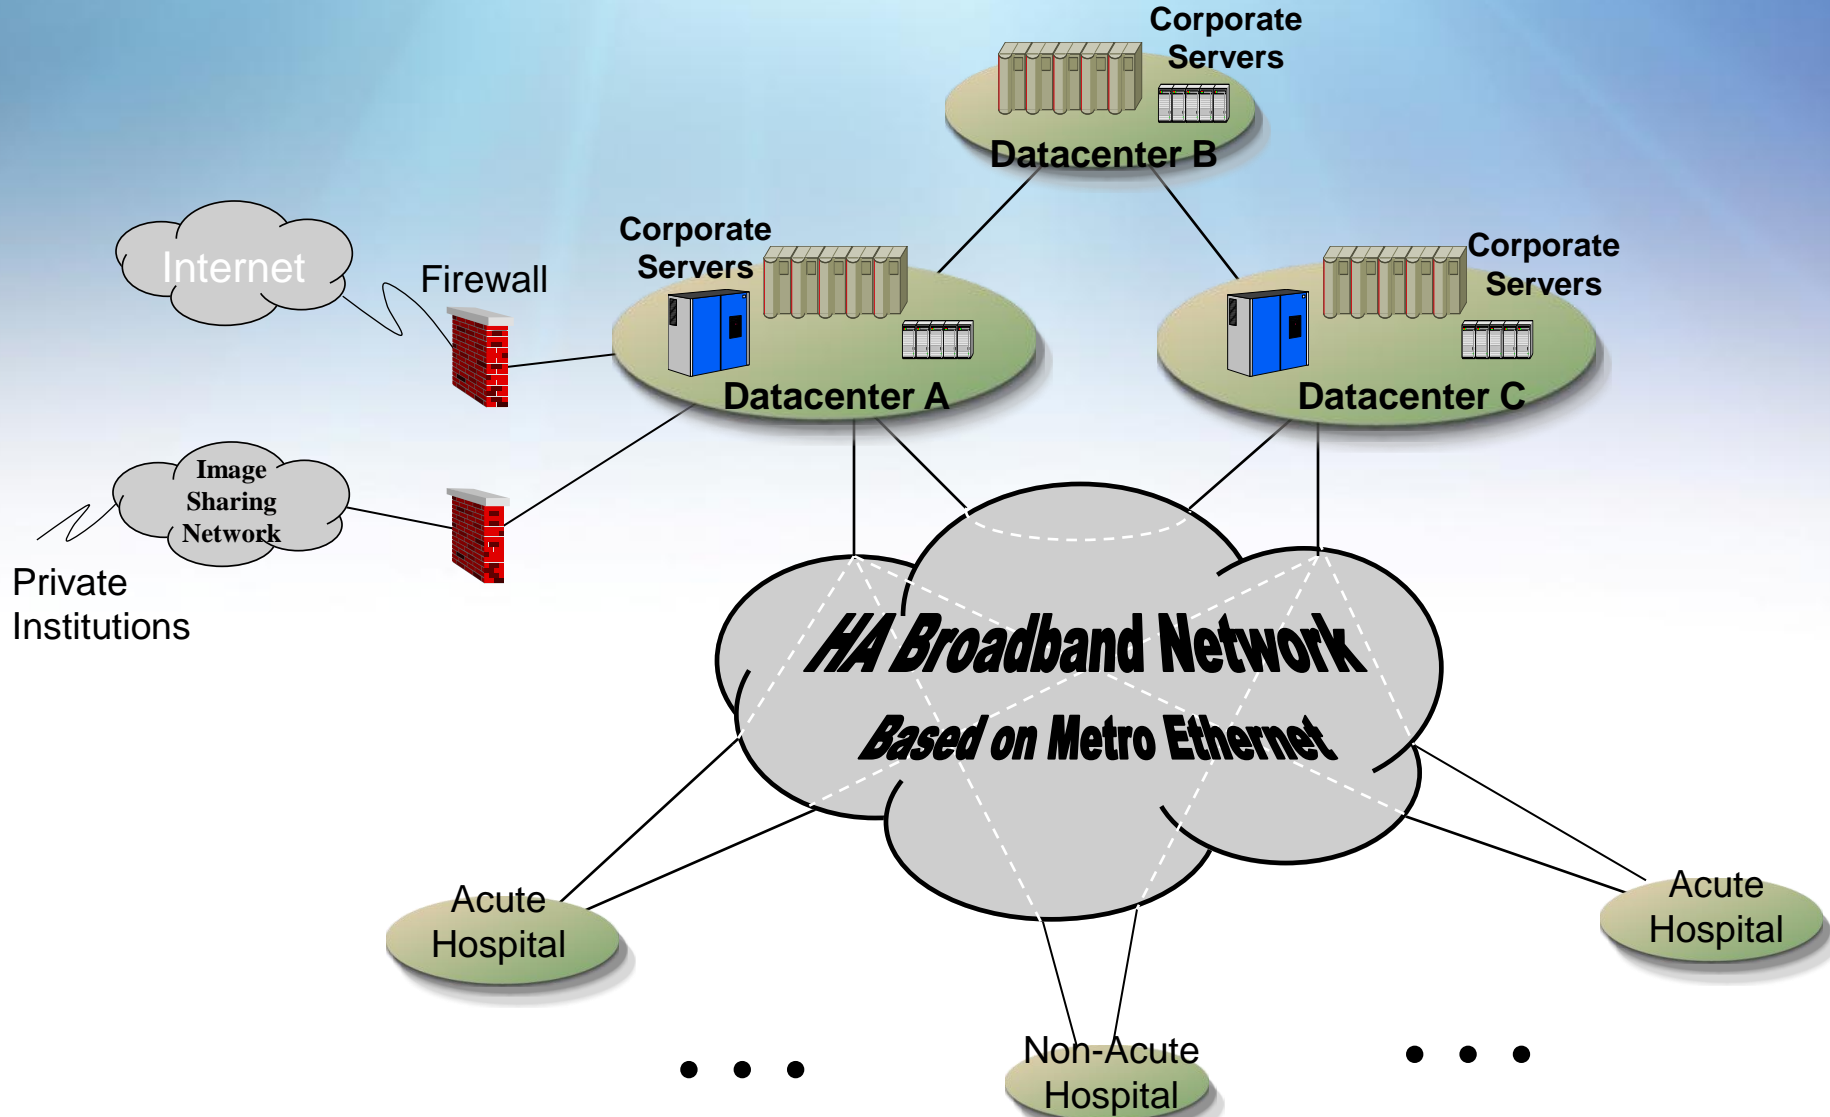 Corporate
Servers
Datacenter B
Corporate
Servers
Datacenter A
Corporate
Servers
Datacenter C
Internet
Firewall
Image
Sharing
Network
Private
Institutions
HA Broadband Network
Based on Metro Ethernet
Acute
Hospital
Acute
Hospital
Non-Acute
Hospital
• • •
• • •